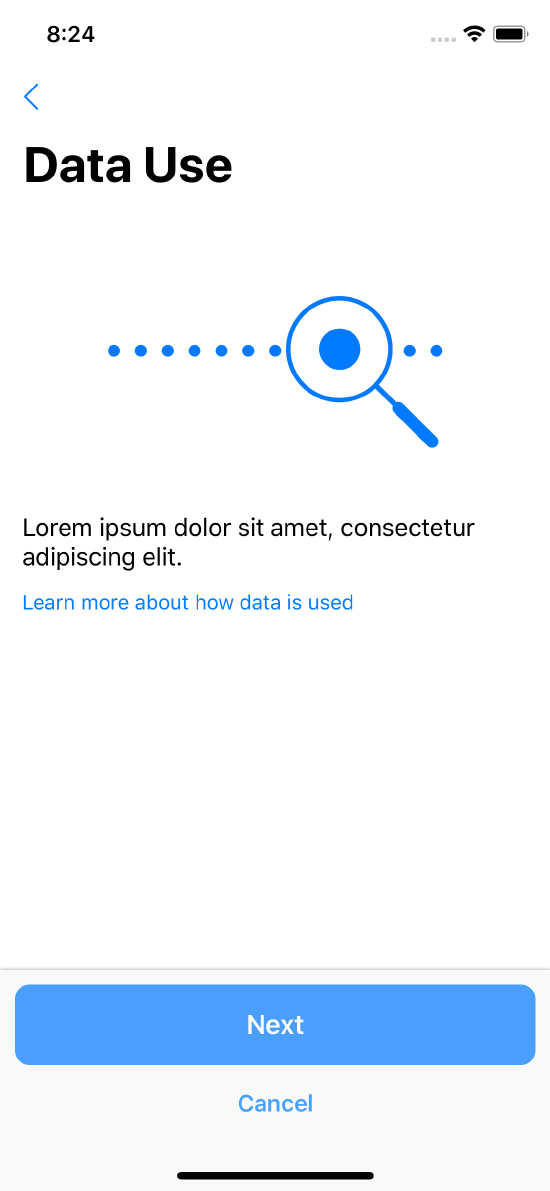 8:24
Data Use
Lorem ipsum dolor sit amet, consectetur
adipiscing elit.
Learn more about how data is used
Next
Cancel